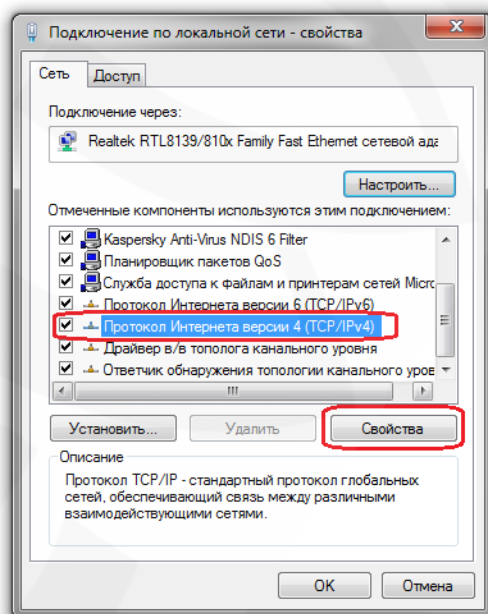 Подключение по локальной сети - свойства
Сеть
Доступ
Подключение через:
Realtek RTL8139/810x Family Fast Ethernet сетевой ада
Настроить...
Отмеченные компоненты используются этим подключением:
Kaspersky Anti-Virus NDIS 6 Filter
Планировщик пакетов QoS
Служба доступа к файлам и принтерам сетей Micro
Протокол Интернета версии 6 (TCP/IPv6)
Протокол Интернета версии 4 (TCP/IPv4)
Драйвер в/в тополога канального уровня
Ответчик обнаружения топологии канального уров
Установить...
Удалить
Свойства
Описание
Протокол TCP/IP - стандартный протокол глобальных
сетей, обеспечивающий связь между различными
взаимодействующими сетями.
OK
Отмена